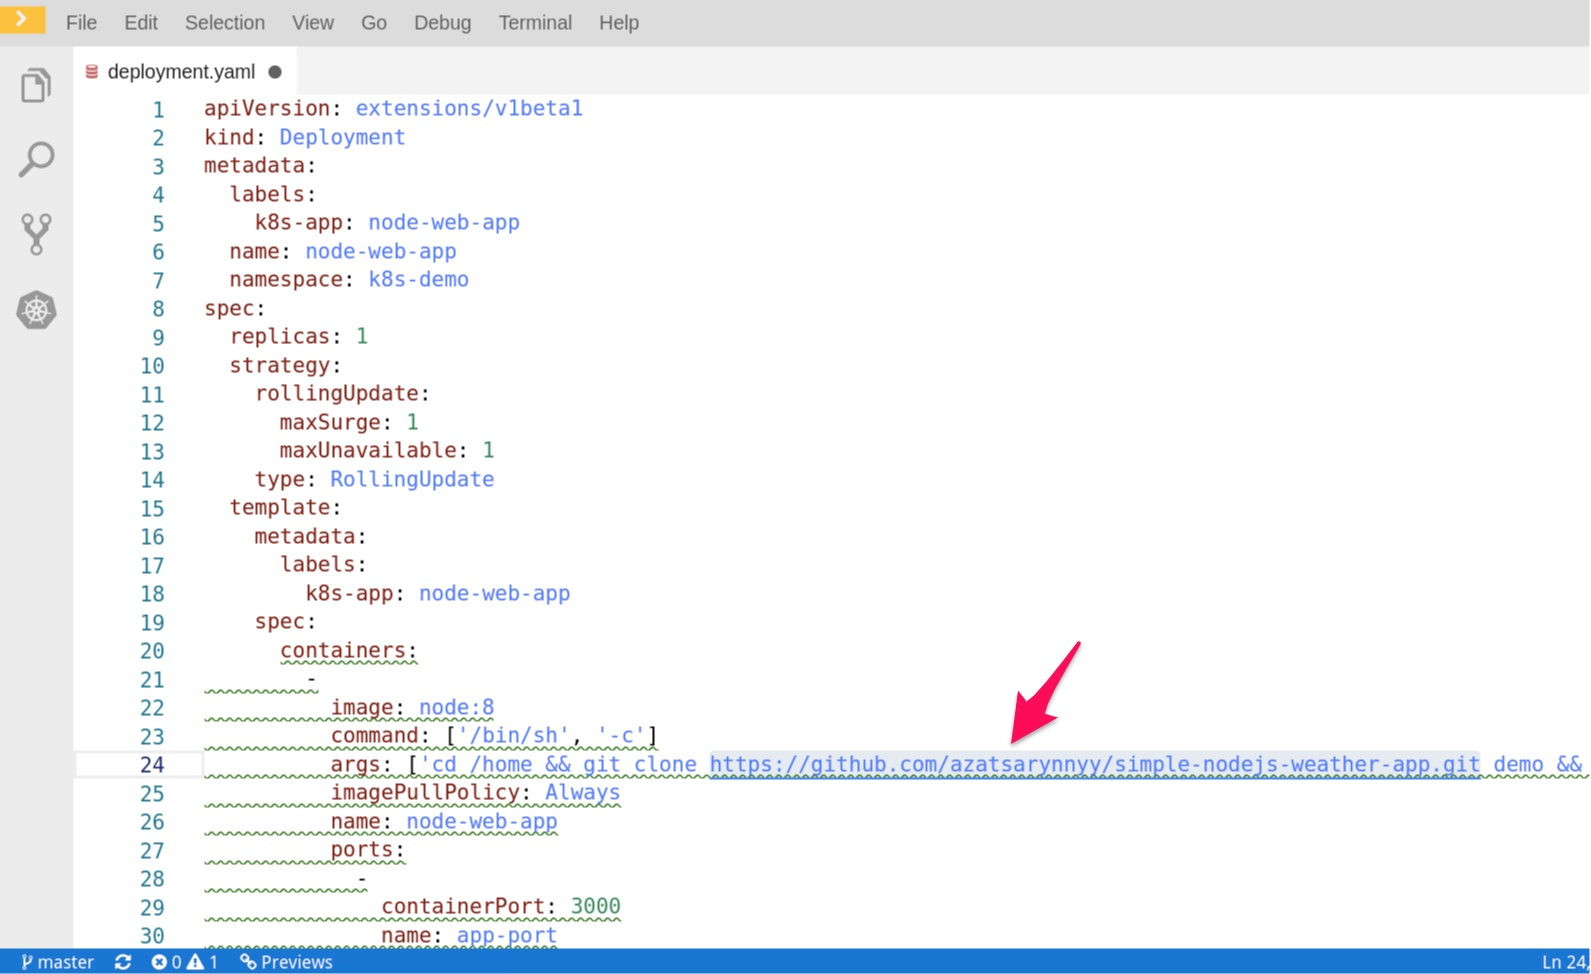 File Edit Selection View Go Debug Terminal Help
deployment.yaml
1 apiVersion: extensions/v1beta1
2 kind: Deployment
3 metadata:
4 labels:
5 k8s-app: node-web-app
6 name: node-web-app
7 namespace: k8s-demo
8 spec:
9 replicas: 1
10 strategy:
11 rollingUpdate:
12 maxSurge: 1
13 maxUnavailable: 1
14 type: RollingUpdate
15 template:
16 metadata:
17 labels:
18 k8s-app: node-web-app
19 spec:
20 containers:
21 -
22 image: node:8
23 command: ['/bin/sh', '-c']
24 args: ['cd /home && git clone https://github.com/azatsarynnyy/simple-nodejs-weather-app.git demo &&
25 imagePullPolicy: Always
26 name: node-web-app
27 ports:
28 -
29 containerPort: 3000
30 name: app-port
master 0 1 Previews Ln 24,